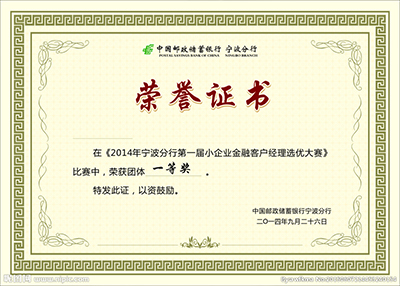 中国邮政储蓄银行 宁波分行
POSTAL SAVINGS BANK OF CHINA NINGBO BRANCH
荣誉证书
在《2014年宁波分行第一届小企业金融客户经理选优大赛》
比赛中，荣获团体 一等奖 。
特发此证，以资鼓励。
中国邮政储蓄银行宁波分行
二〇一四年九月二十六日
昵图网 www.nipic.com